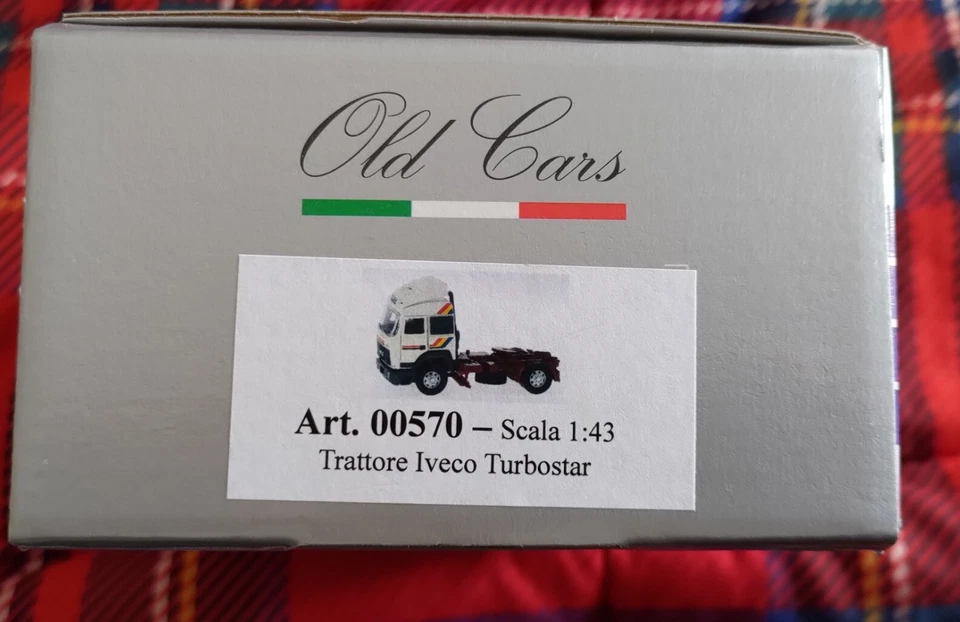 Old Cars
Art. 00570 – Scala 1:43
Trattore Iveco Turbostar